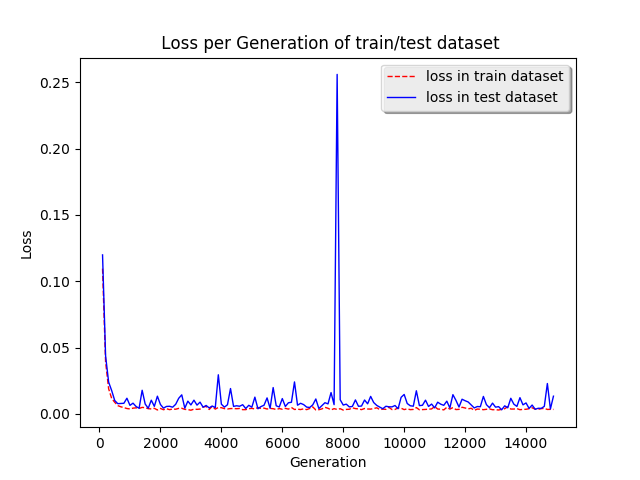 Loss per Generation of train/test dataset
loss in train dataset
loss in test dataset
0.25
0.20
0.15
0.10
0.05
0.00
Loss
0 2000 4000 6000 8000 10000 12000 14000
Generation